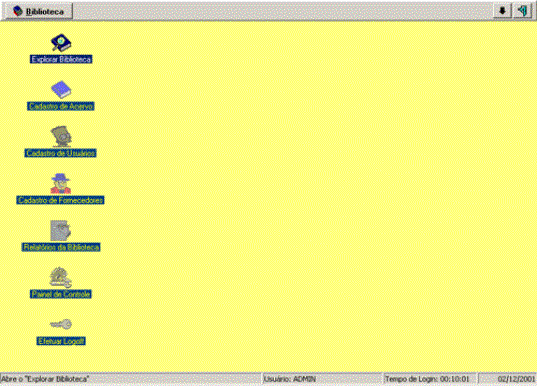 Biblioteca
Explorar Biblioteca
Cadastro de Acervo
Cadastro de Usuários
Cadastro de Fornecedores
Relatórios da Biblioteca
Painel de Controle
Efetuar Logoff
Abre o "Explorar Biblioteca" Usuário: ADMIN Tempo de Login: 00:10:01 02/12/2001